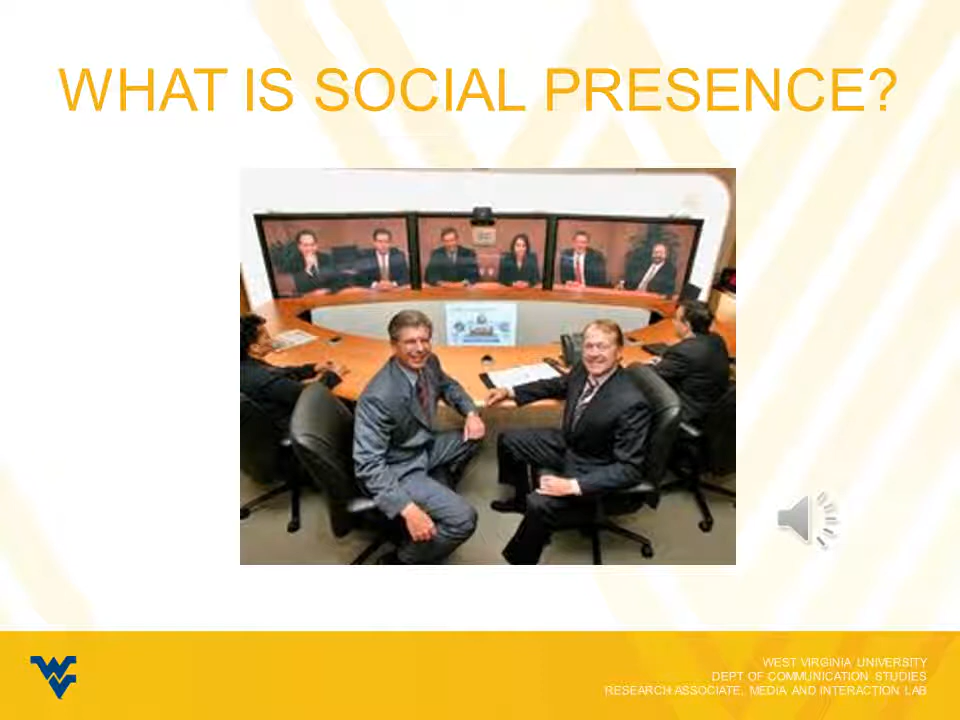 WHAT IS SOCIAL PRESENCE?
WEST VIRGINIA UNIVERSITY
DEPT OF COMMUNICATION STUDIES
RESEARCH ASSOCIATE, MEDIA AND INTERACTION LAB